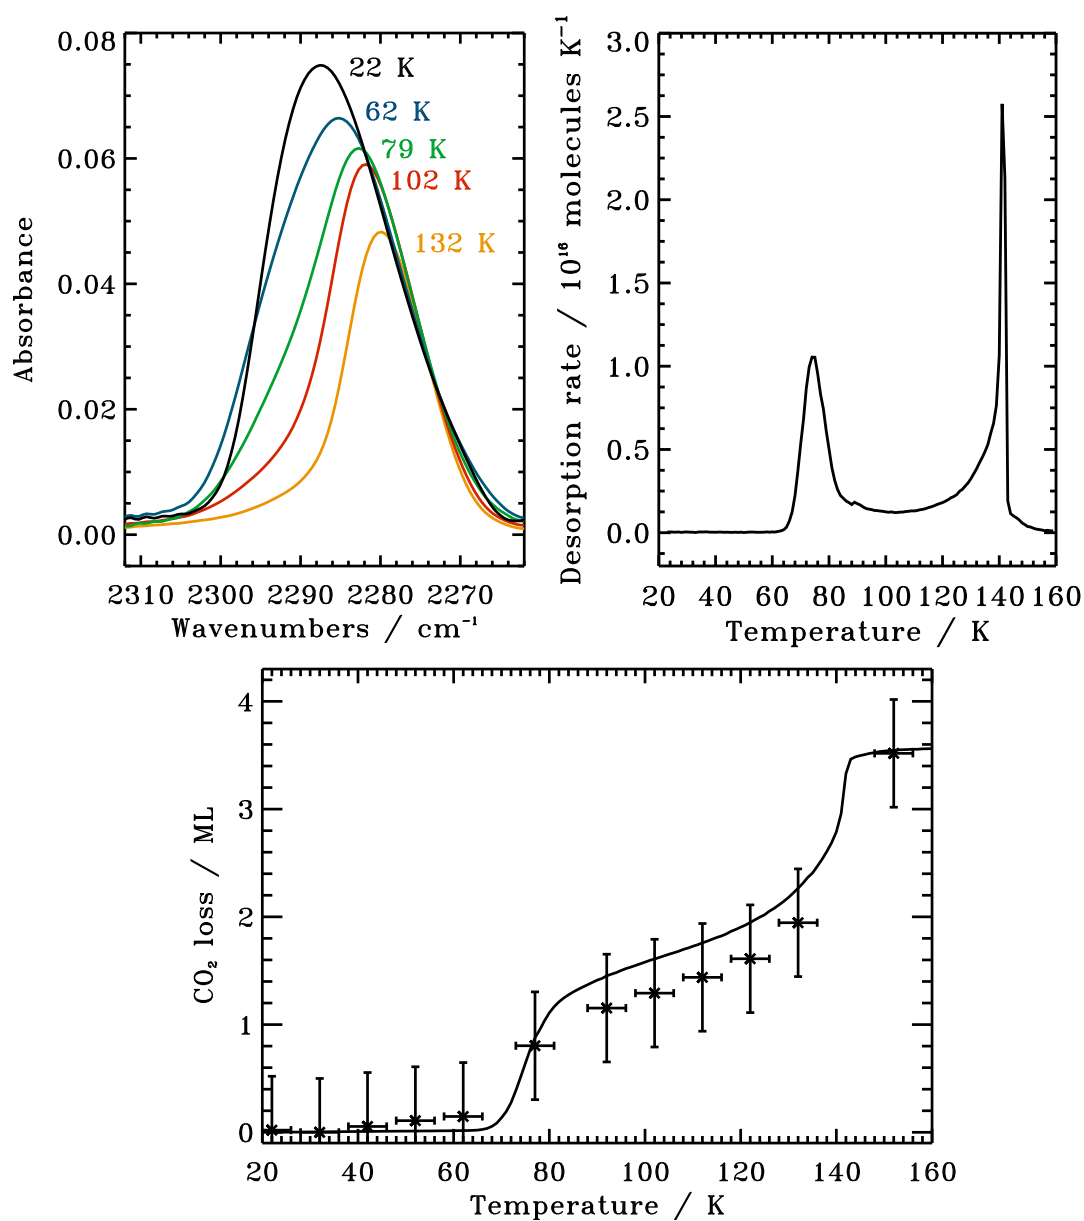 0.08
0.06
0.04
0.02
0.00
Absorbance
22 K
62 K
79 K
102 K
132 K
2310 2300 2290 2280 2270
Wavenumbers / cm⁻¹
3.0
2.5
2.0
1.5
1.0
0.5
0.0
Desorption rate / 10¹⁶ molecules K⁻¹
20 40 60 80 100 120 140 160
Temperature / K
4
3
2
1
0
CO₂ loss / ML
20 40 60 80 100 120 140 160
Temperature / K